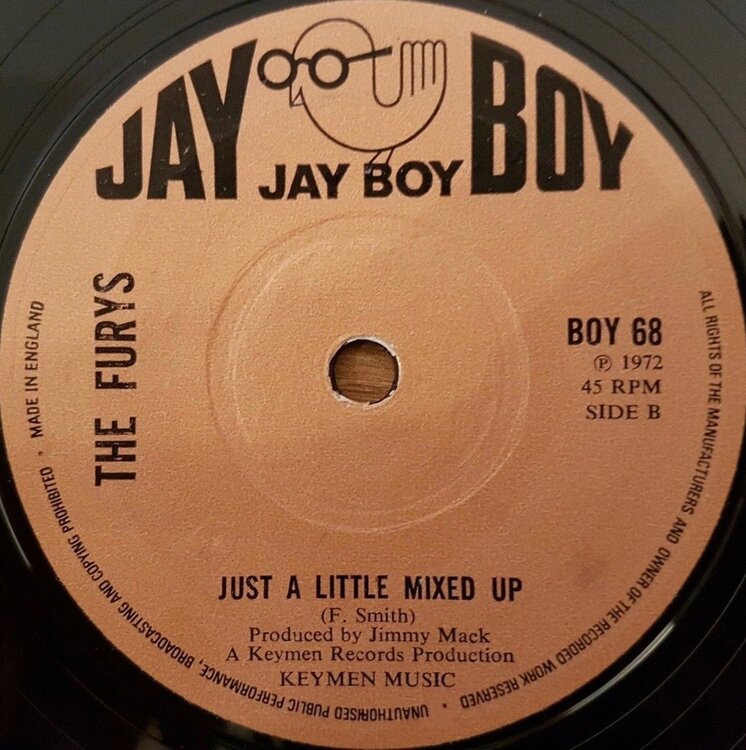 JAY BOY
JAY BOY
THE FURYS
BOY 68
℗ 1972
45 RPM
SIDE B
JUST A LITTLE MIXED UP
(F. Smith)
Produced by Jimmy Mack
A Keymen Records Production
KEYMEN MUSIC
ALL RIGHTS OF THE MANUFACTURERS AND OWNER OF THE RECORDED WORK RESERVED • UNAUTHORISED PUBLIC PERFORMANCE, BROADCASTING AND COPYING PROHIBITED • MADE IN ENGLAND